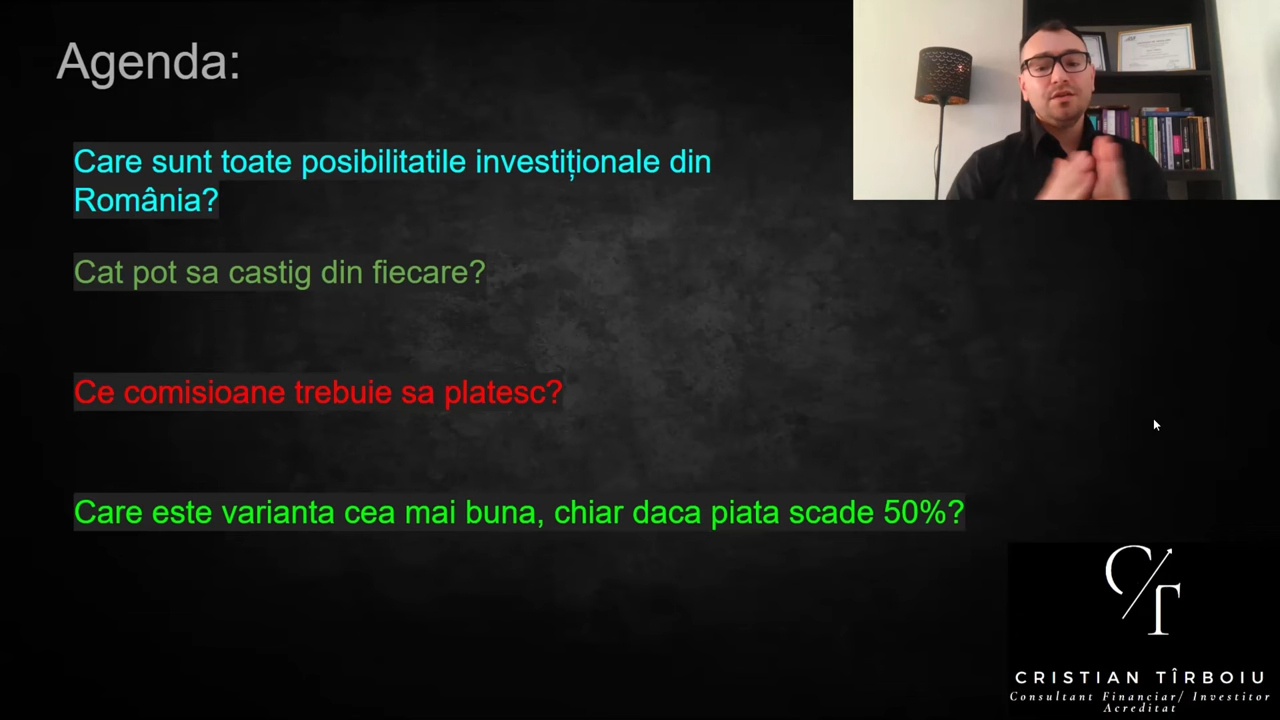 Agenda:
Care sunt toate posibilitatile investiționale din
România?
Cat pot sa castig din fiecare?
Ce comisioane trebuie sa platesc?
Care este varianta cea mai buna, chiar daca piata scade 50%?
CT
CRISTIAN TÎRBOIU
Consultant Financiar/ Investitor
Acreditat